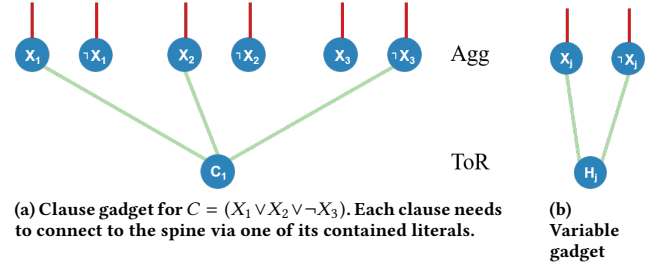 X1 ¬X1 X2 ¬X2 X3 ¬X3 Agg Xj ¬Xj
C1 ToR Hj
(a) Clause gadget for C = (X1∨X2∨¬X3). Each clause needs
to connect to the spine via one of its contained literals.
(b)
Variable
gadget